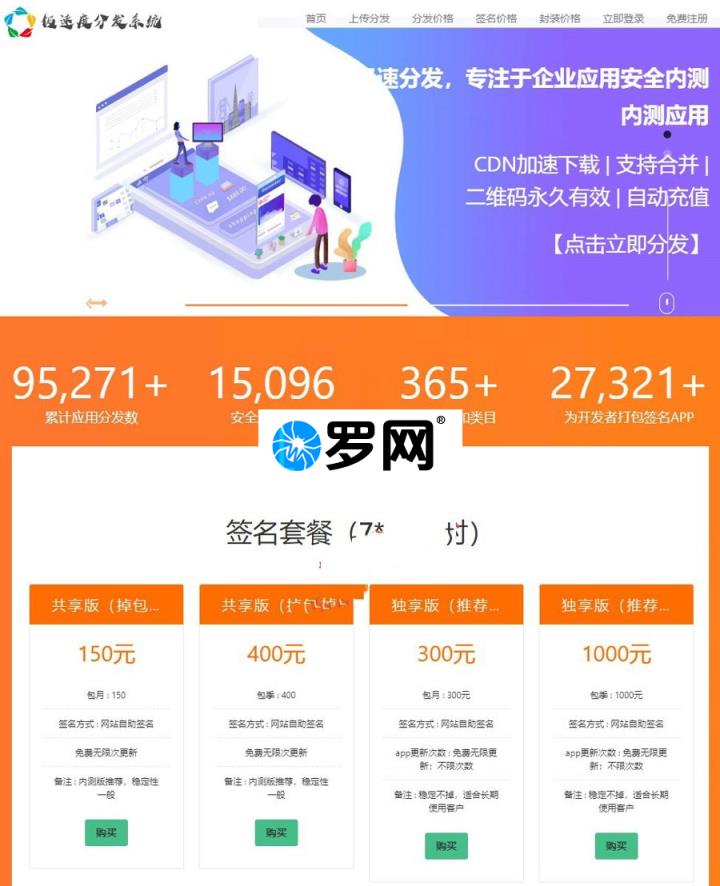 恒速度分发系统
首页 上传分发 分发价格 签名价格 封装价格 立即登录 免费注册
速分发，专注于企业应用安全内测
内测应用
CDN加速下载 | 支持合并 |
二维码永久有效 | 自动充值
【点击立即分发】
95,271+ 15,096 365+ 27,321+
累计应用分发数 安全 类目 为开发者打包签名APP
罗网®
签名套餐（7* 时）
共享版（掉包... 共享版（掉包掉... 独享版（推荐... 独享版（推荐...
150元 400元 300元 1000元
包月 : 150 包季 : 400 包月 : 300元 包季 : 1000元
签名方式 : 网站自助签名 签名方式 : 网站自助签名 签名方式 : 网站自助签名 签名方式 : 网站自助签名
免费无限次更新 免费无限次更新 app更新次数 : 免费无限更新；不限次数 app更新次数 : 免费无限更新；不限次数
备注 : 内测版推荐，稳定性一般 备注 : 内测版推荐，稳定性一般 备注 : 稳定不掉，适合长期使用客户 备注 : 稳定不掉，适合长期使用客户
购买 购买 购买 购买